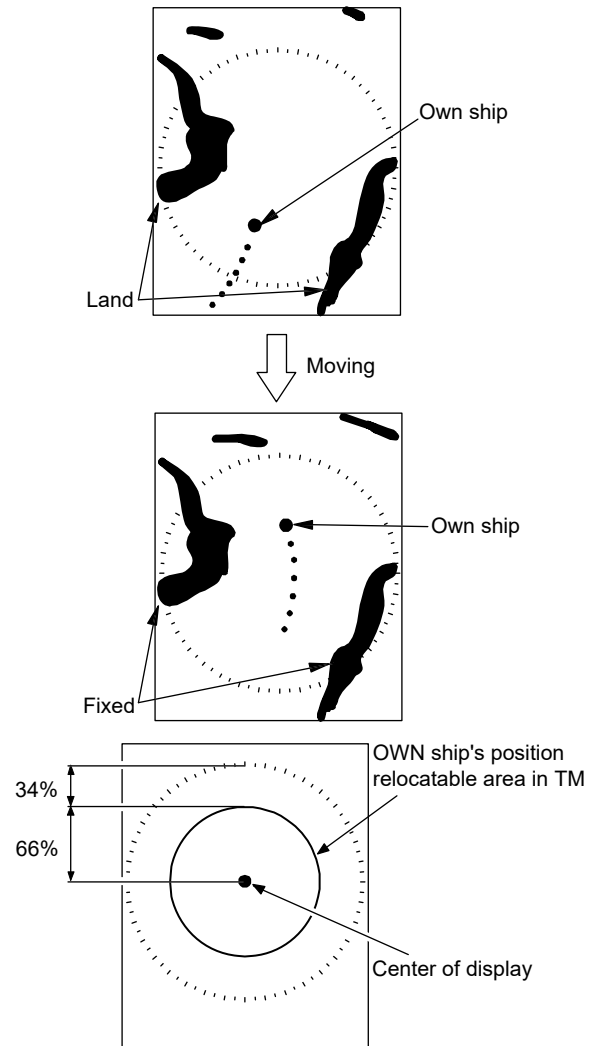 Own ship
Land
Moving
Own ship
Fixed
OWN ship's position
relocatable area in TM
34%
66%
Center of display